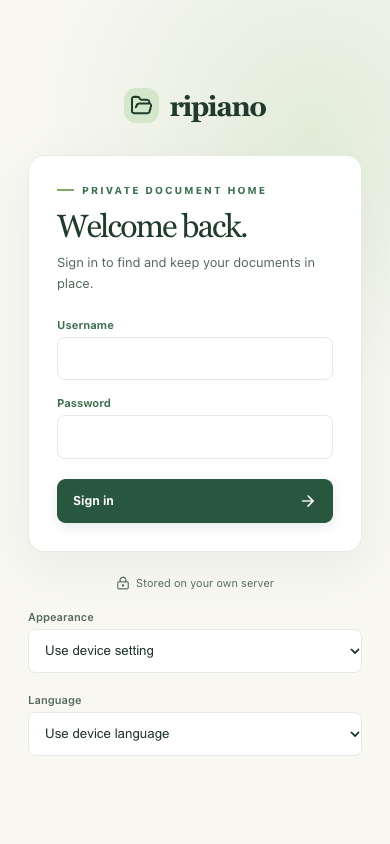 ripiano
PRIVATE DOCUMENT HOME
Welcome back.
Sign in to find and keep your documents in
place.
Username
Password
Sign in
Stored on your own server
Appearance
Use device setting
Language
Use device language